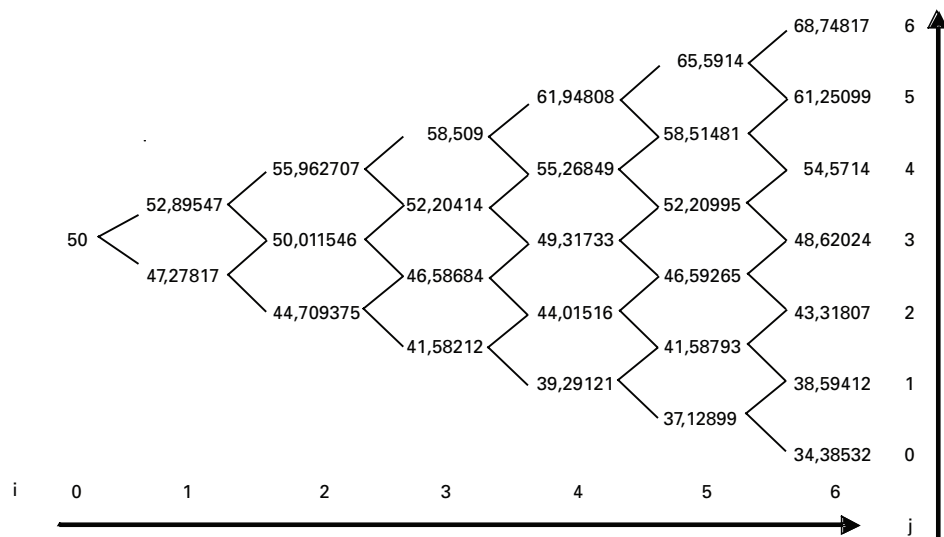 68,74817 6
65,5914
61,94808 61,25099 5
58,509 58,51481
55,962707 55,26849 54,5714 4
52,89547 52,20414 52,20995
50 50,011546 49,31733 48,62024 3
47,27817 46,58684 46,59265
44,709375 44,01516 43,31807 2
41,58212 41,58793
39,29121 38,59412 1
37,12899
34,38532 0
i 0 1 2 3 4 5 6
j